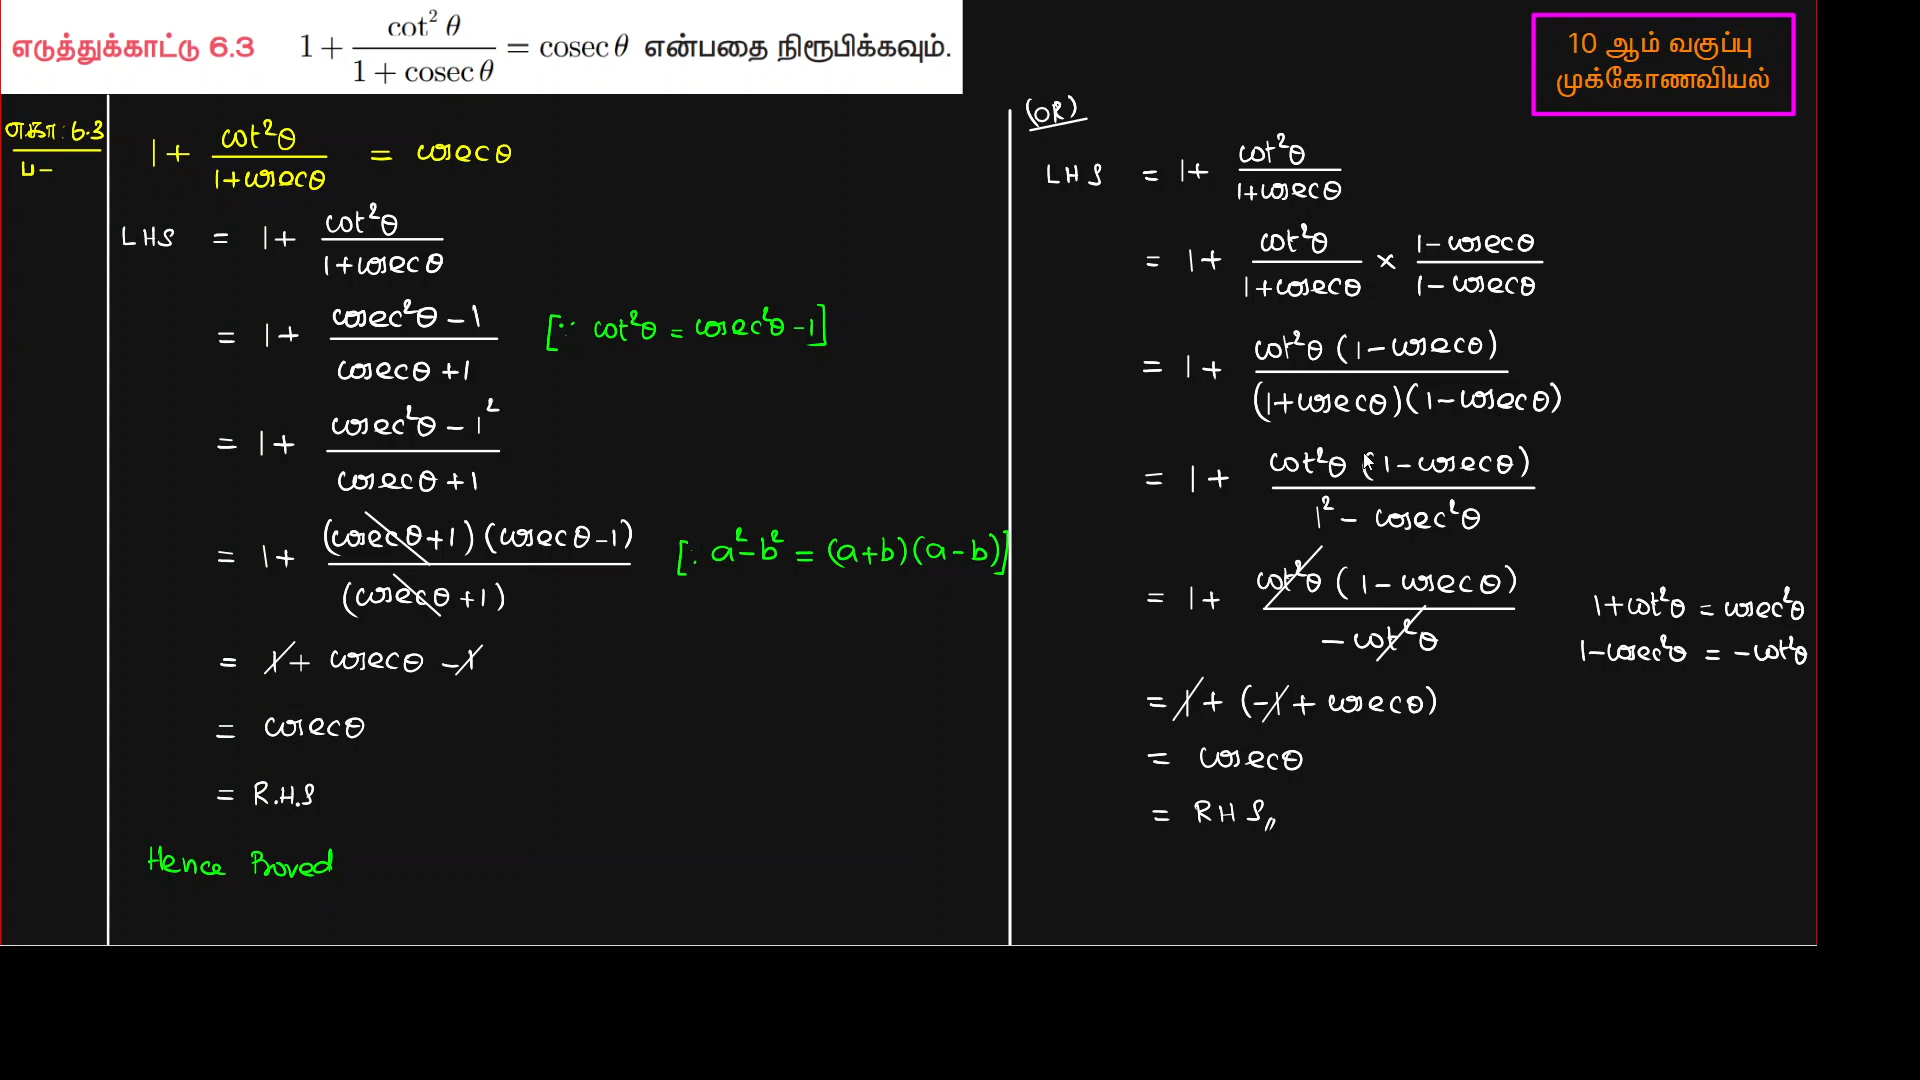 எடுத்துக்காட்டு 6.3 1 + cot² θ / 1 + cosec θ = cosec θ என்பதை நிரூபிக்கவும்.
10 ஆம் வகுப்பு
முக்கோணவியல்
எ.கா : 6.3
1 + cot²θ / 1+cosecθ = cosecθ
LHS = 1 + cot²θ / 1+cosecθ
= 1 + cosec²θ - 1 / cosecθ + 1 [∵ cot²θ = cosec²θ - 1]
= 1 + cosec²θ - 1² / cosecθ + 1
= 1 + (cosecθ+1) (cosecθ-1) / (cosecθ +1) [∵ a²-b² = (a+b)(a-b)]
= 1 + cosecθ - 1
= cosecθ
= R.H.S
Hence Proved
(OR)
LHS = 1 + cot²θ / 1+cosecθ
= 1 + cot²θ / 1+cosecθ × 1-cosecθ / 1-cosecθ
= 1 + cot²θ (1-cosecθ) / (1+cosecθ)(1-cosecθ)
= 1 + cot²θ (1-cosecθ) / 1² - cosec²θ
= 1 + cot²θ (1-cosecθ) / -cot²θ
1+cot²θ = cosec²θ
1-cosec²θ = -cot²θ
= 1 + (-1 + cosecθ)
= cosecθ
= RHS